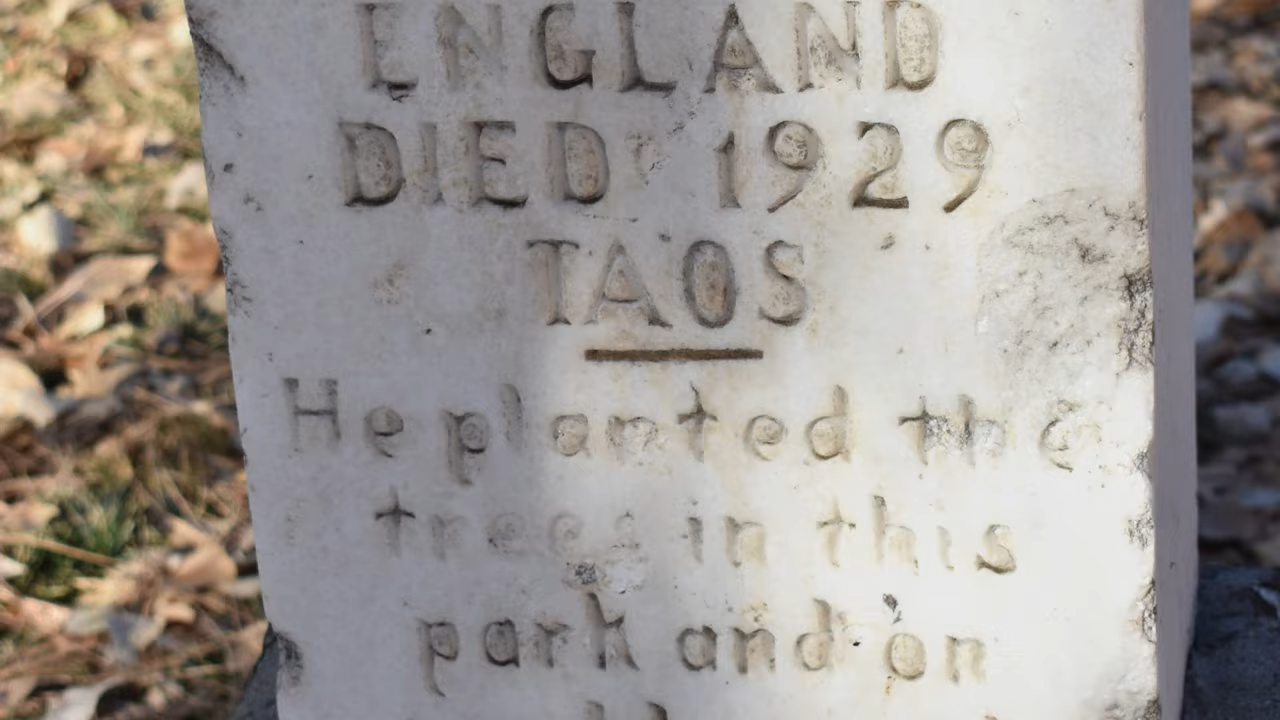 ENGLAND
DIED 1929
TAOS
He planted the
trees in this
park and on